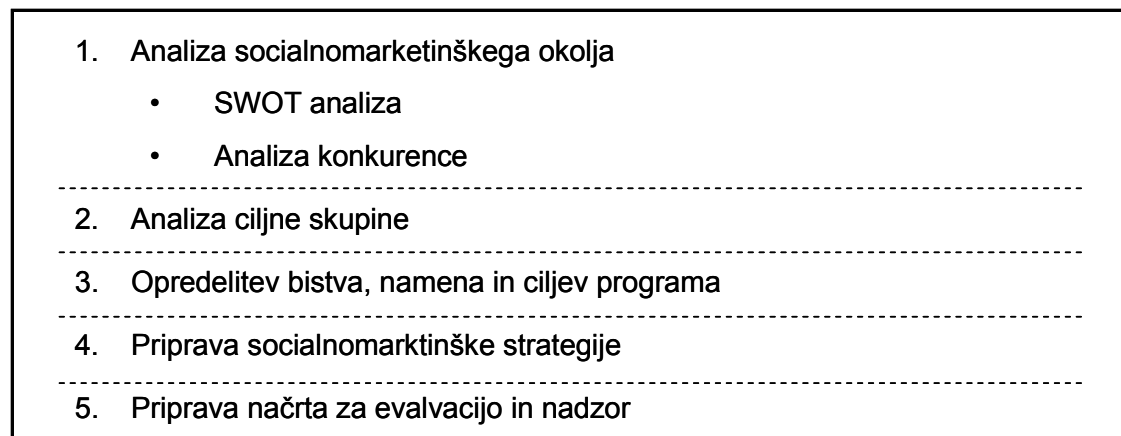 1. Analiza socialnomarketinškega okolja
• SWOT analiza
• Analiza konkurence
2. Analiza ciljne skupine
3. Opredelitev bistva, namena in ciljev programa
4. Priprava socialnomarktinške strategije
5. Priprava načrta za evalvacijo in nadzor